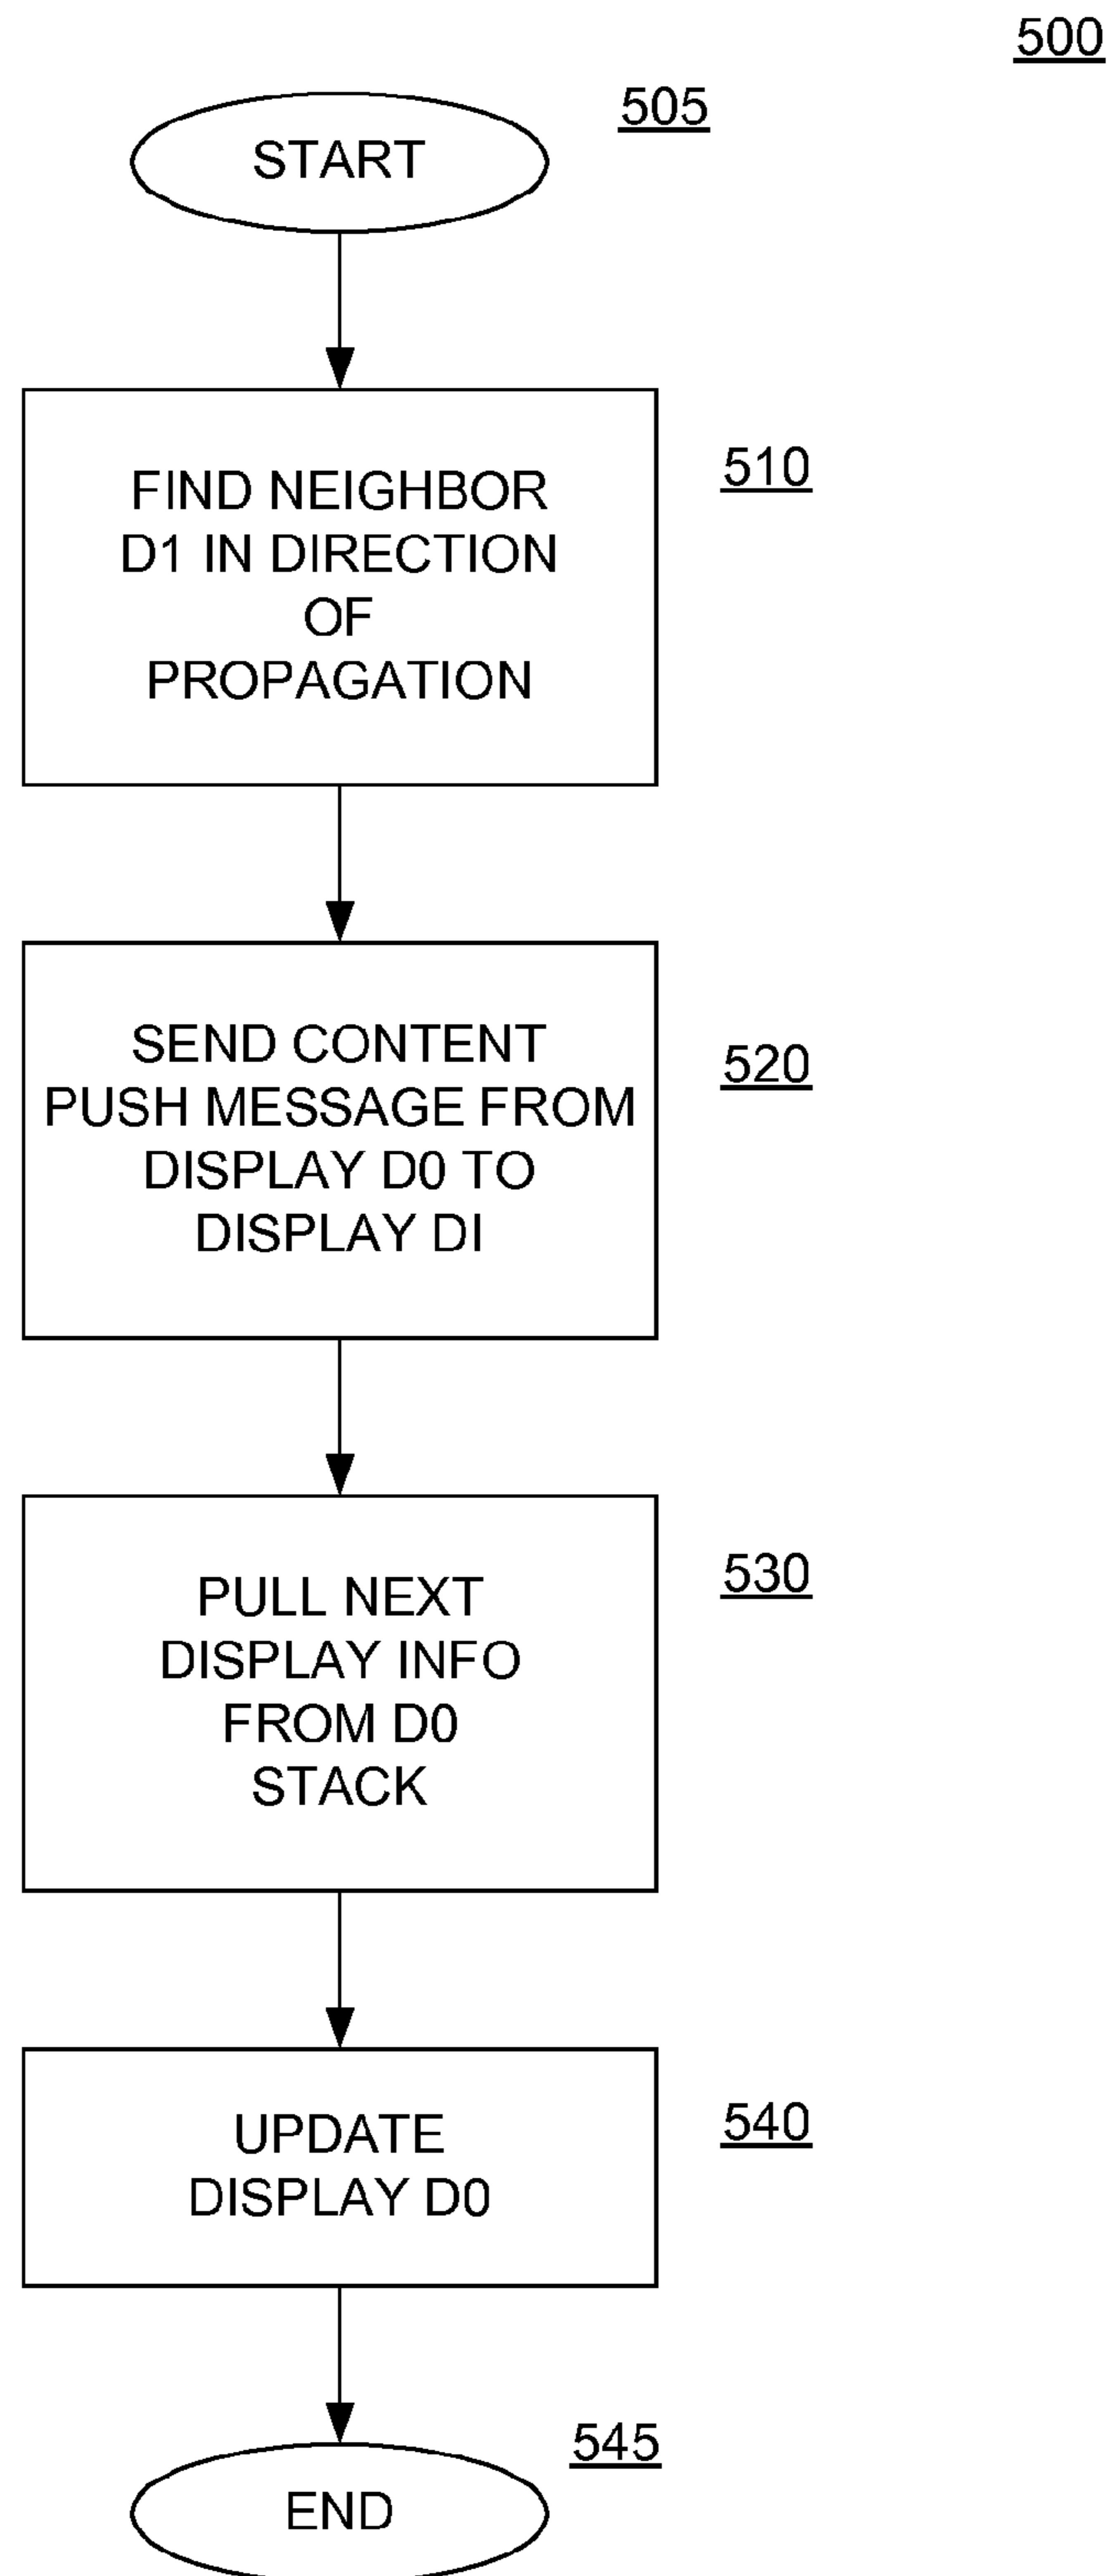 500
505
START
510
FIND NEIGHBOR
D1 IN DIRECTION
OF
PROPAGATION
520
SEND CONTENT
PUSH MESSAGE FROM
DISPLAY D0 TO
DISPLAY DI
530
PULL NEXT
DISPLAY INFO
FROM D0
STACK
540
UPDATE
DISPLAY D0
545
END